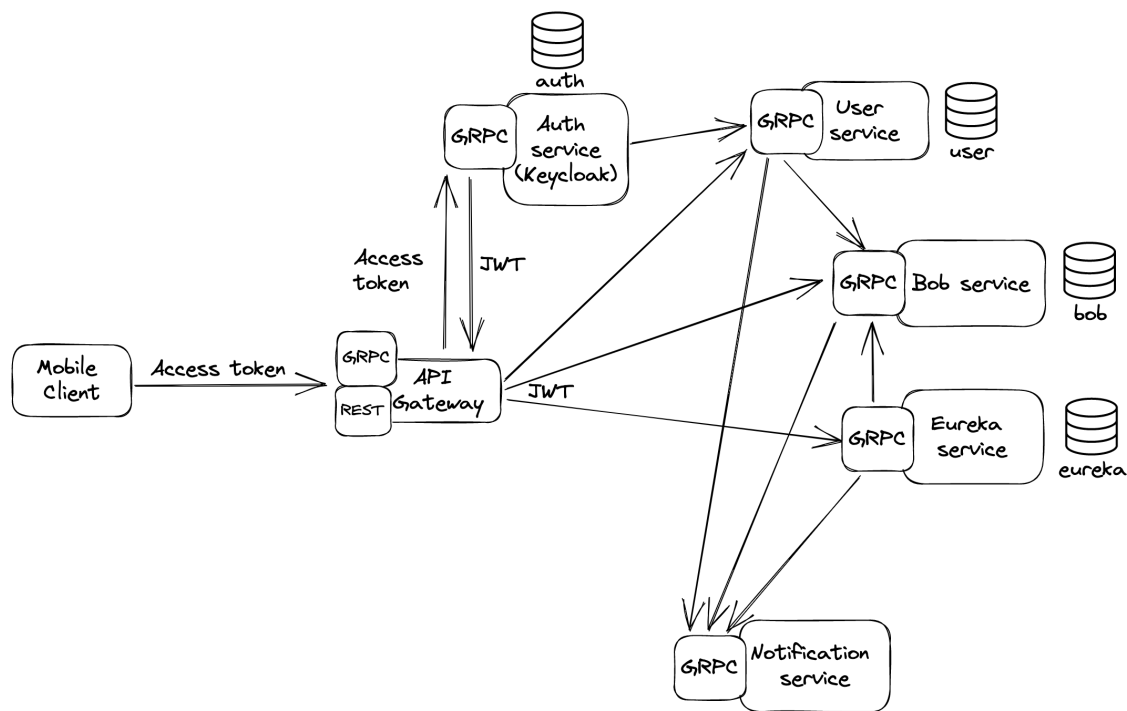 auth
GRPC
Auth
service
(Keycloak)
GRPC
User
service
user
Access
token
JWT
GRPC
Bob service
bob
Mobile
Client
Access token
GRPC
REST
API
Gateway
JWT
GRPC
Eureka
service
eureka
GRPC
Notification
service